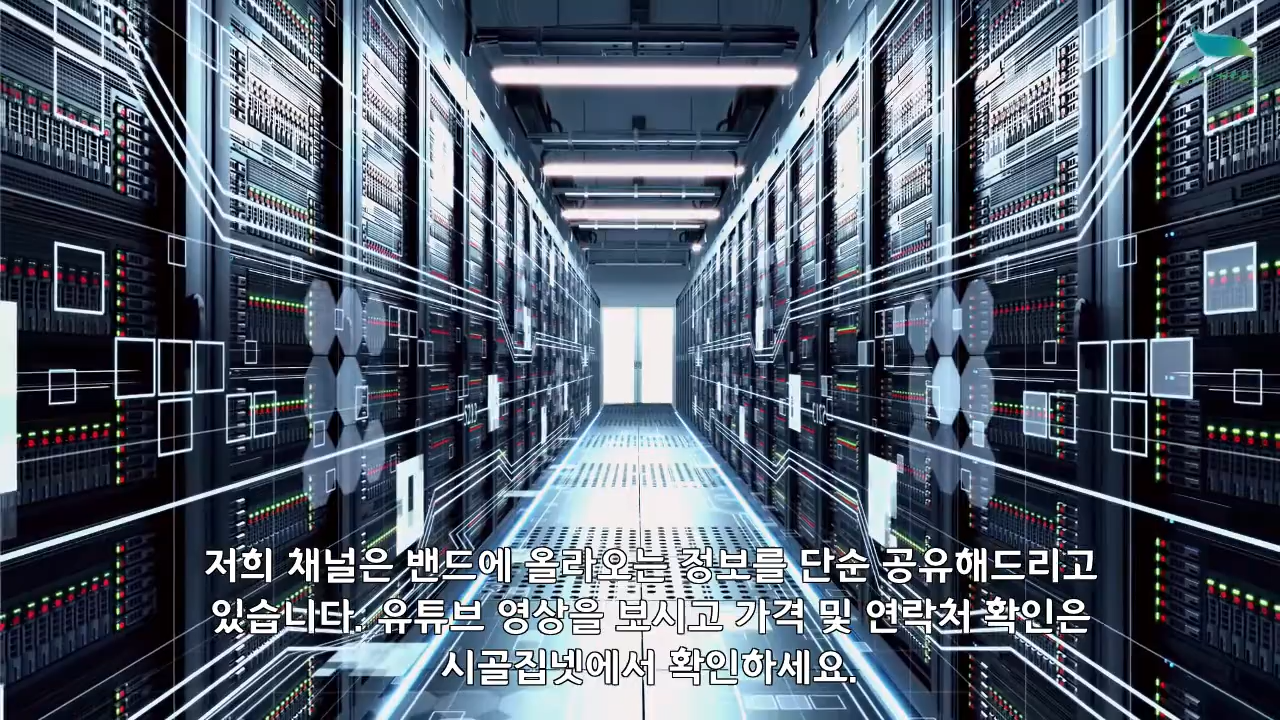 저희 채널은 밴드에 올라오는 정보를 단순 공유해드리고
있습니다. 유튜브 영상을 보시고 가격 및 연락처 확인은
시골집넷에서 확인하세요.